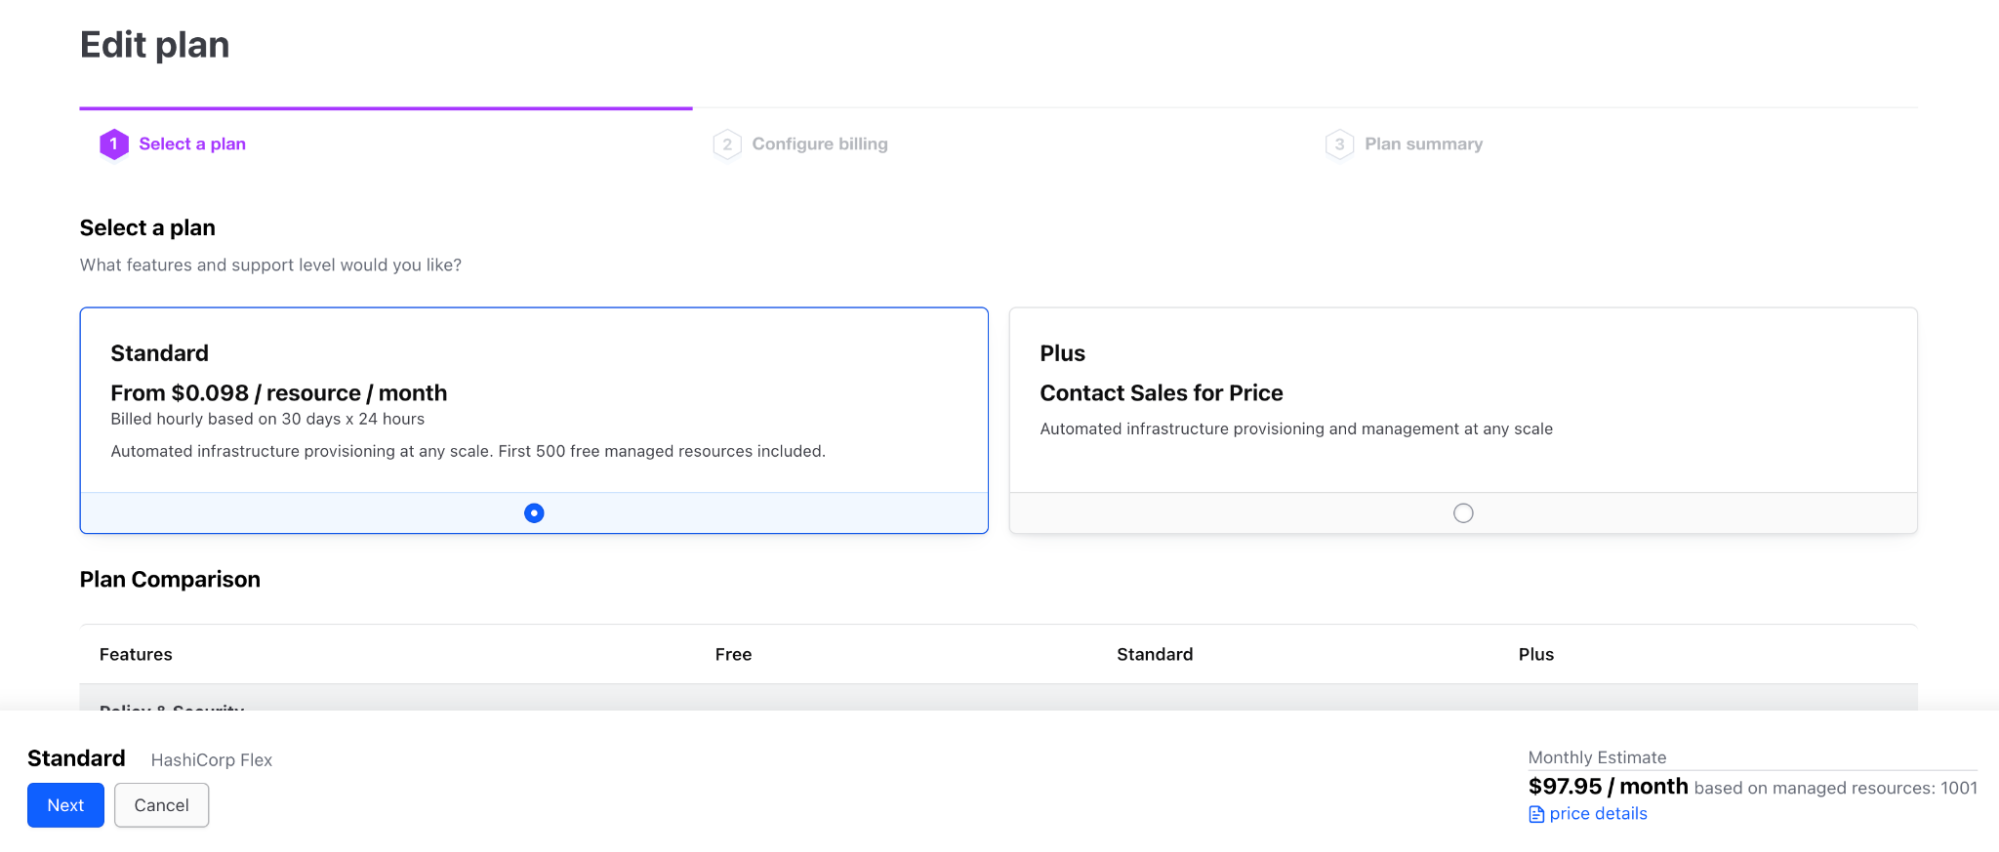 Edit plan
1 Select a plan
2 Configure billing
3 Plan summary
Select a plan
What features and support level would you like?
Standard
From $0.098 / resource / month
Billed hourly based on 30 days x 24 hours
Automated infrastructure provisioning at any scale. First 500 free managed resources included.
Plus
Contact Sales for Price
Automated infrastructure provisioning and management at any scale
Plan Comparison
Features Free Standard Plus
Policy & Security
Standard HashiCorp Flex
Next Cancel
Monthly Estimate
$97.95 / month based on managed resources: 1001
price details